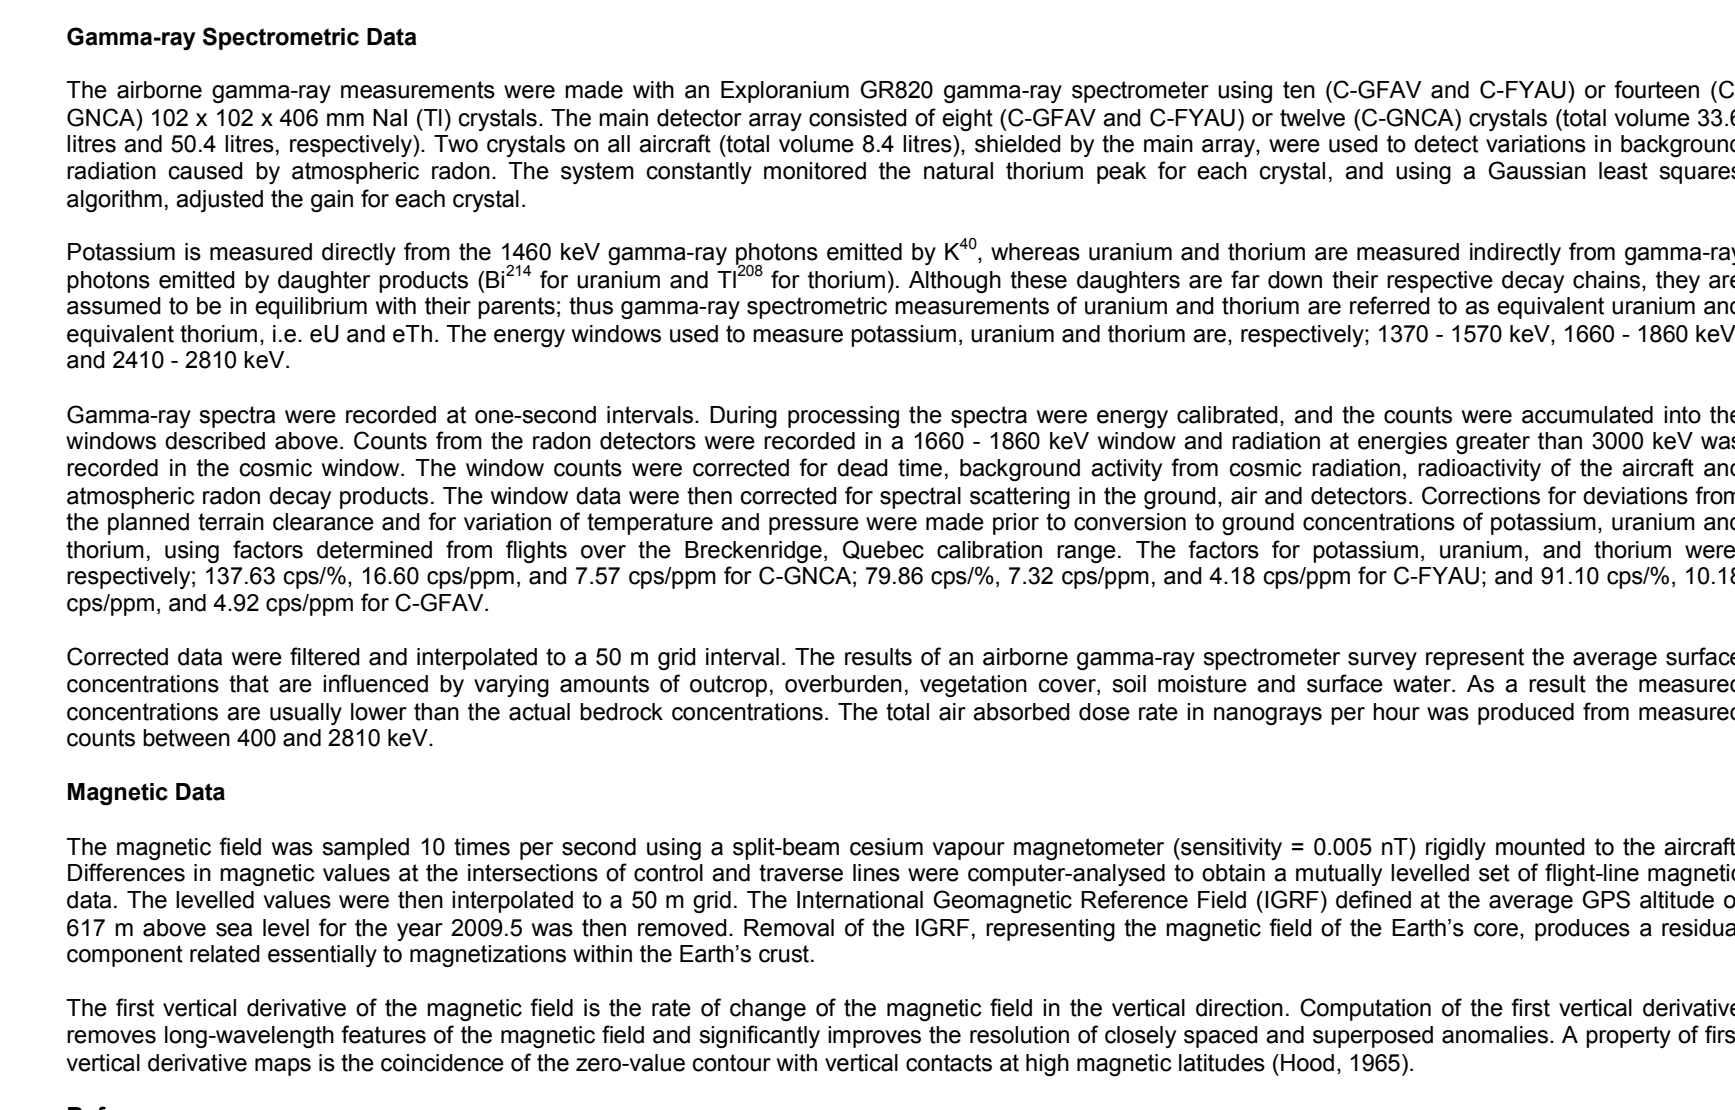 Gamma-ray Spectrometric Data
The airborne gamma-ray measurements were made with an Exploranium GR820 gamma-ray spectrometer using ten (C-GFAV and C-FYAU) or fourteen (C-
GNCA) 102 x 102 x 406 mm NaI (Tl) crystals. The main detector array consisted of eight (C-GFAV and C-FYAU) or twelve (C-GNCA) crystals (total volume 33.6
litres and 50.4 litres, respectively). Two crystals on all aircraft (total volume 8.4 litres), shielded by the main array, were used to detect variations in background
radiation caused by atmospheric radon. The system constantly monitored the natural thorium peak for each crystal, and using a Gaussian least squares
algorithm, adjusted the gain for each crystal.
Potassium is measured directly from the 1460 keV gamma-ray photons emitted by K⁴⁰, whereas uranium and thorium are measured indirectly from gamma-ray
photons emitted by daughter products (Bi²¹⁴ for uranium and Tl²⁰⁸ for thorium). Although these daughters are far down their respective decay chains, they are
assumed to be in equilibrium with their parents; thus gamma-ray spectrometric measurements of uranium and thorium are referred to as equivalent uranium and
equivalent thorium, i.e. eU and eTh. The energy windows used to measure potassium, uranium and thorium are, respectively; 1370 - 1570 keV, 1660 - 1860 keV
and 2410 - 2810 keV.
Gamma-ray spectra were recorded at one-second intervals. During processing the spectra were energy calibrated, and the counts were accumulated into the
windows described above. Counts from the radon detectors were recorded in a 1660 - 1860 keV window and radiation at energies greater than 3000 keV was
recorded in the cosmic window. The window counts were corrected for dead time, background activity from cosmic radiation, radioactivity of the aircraft and
atmospheric radon decay products. The window data were then corrected for spectral scattering in the ground, air and detectors. Corrections for deviations from
the planned terrain clearance and for variation of temperature and pressure were made prior to conversion to ground concentrations of potassium, uranium and
thorium, using factors determined from flights over the Breckenridge, Quebec calibration range. The factors for potassium, uranium, and thorium were
respectively; 137.63 cps/%, 16.60 cps/ppm, and 7.57 cps/ppm for C-GNCA; 79.86 cps/%, 7.32 cps/ppm, and 4.18 cps/ppm for C-FYAU; and 91.10 cps/%, 10.18
cps/ppm, and 4.92 cps/ppm for C-GFAV.
Corrected data were filtered and interpolated to a 50 m grid interval. The results of an airborne gamma-ray spectrometer survey represent the average surface
concentrations that are influenced by varying amounts of outcrop, overburden, vegetation cover, soil moisture and surface water. As a result the measured
concentrations are usually lower than the actual bedrock concentrations. The total air absorbed dose rate in nanograys per hour was produced from measured
counts between 400 and 2810 keV.
Magnetic Data
The magnetic field was sampled 10 times per second using a split-beam cesium vapour magnetometer (sensitivity = 0.005 nT) rigidly mounted to the aircraft.
Differences in magnetic values at the intersections of control and traverse lines were computer-analysed to obtain a mutually levelled set of flight-line magnetic
data. The levelled values were then interpolated to a 50 m grid. The International Geomagnetic Reference Field (IGRF) defined at the average GPS altitude of
617 m above sea level for the year 2009.5 was then removed. Removal of the IGRF, representing the magnetic field of the Earth's core, produces a residual
component related essentially to magnetizations within the Earth's crust.
The first vertical derivative of the magnetic field is the rate of change of the magnetic field in the vertical direction. Computation of the first vertical derivative
removes long-wavelength features of the magnetic field and significantly improves the resolution of closely spaced and superposed anomalies. A property of first
vertical derivative maps is the coincidence of the zero-value contour with vertical contacts at high magnetic latitudes (Hood, 1965).